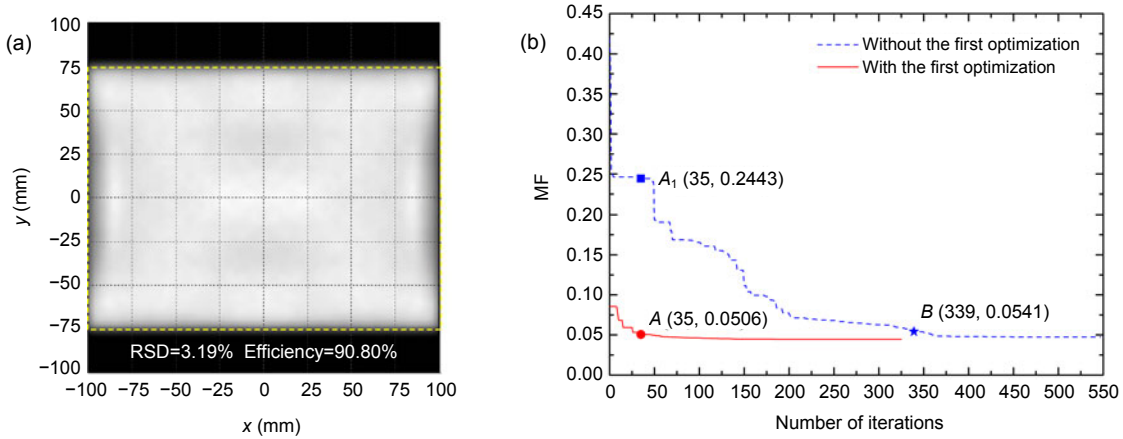 (a)
100
75
50
25
0
−25
−50
−75
−100
y (mm)
RSD=3.19% Efficiency=90.80%
−100 −75 −50 −25 0 25 50 75 100
x (mm)
(b)
0.45
0.40
0.35
0.30
0.25
0.20
0.15
0.10
0.05
0.00
MF
Without the first optimization
With the first optimization
A1 (35, 0.2443)
A (35, 0.0506)
B (339, 0.0541)
0 50 100 150 200 250 300 350 400 450 500 550
Number of iterations